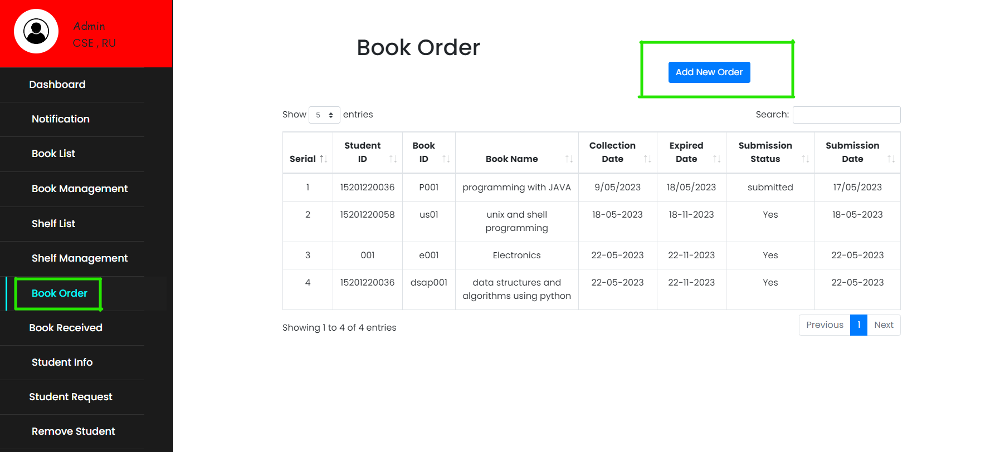 Admin
CSE , RU
Dashboard
Notification
Book List
Book Management
Shelf List
Shelf Management
Book Order
Book Received
Student Info
Student Request
Remove Student
Book Order
Add New Order
Show 5 entries
Search:
Serial Student ID Book ID Book Name Collection Date Expired Date Submission Status Submission Date
1 15201220036 P001 programming with JAVA 9/05/2023 18/05/2023 submitted 17/05/2023
2 15201220058 us01 unix and shell programming 18-05-2023 18-11-2023 Yes 18-05-2023
3 001 e001 Electronics 22-05-2023 22-11-2023 Yes 22-05-2023
4 15201220036 dsap001 data structures and algorithms using python 22-05-2023 22-11-2023 Yes 22-05-2023
Showing 1 to 4 of 4 entries
Previous 1 Next